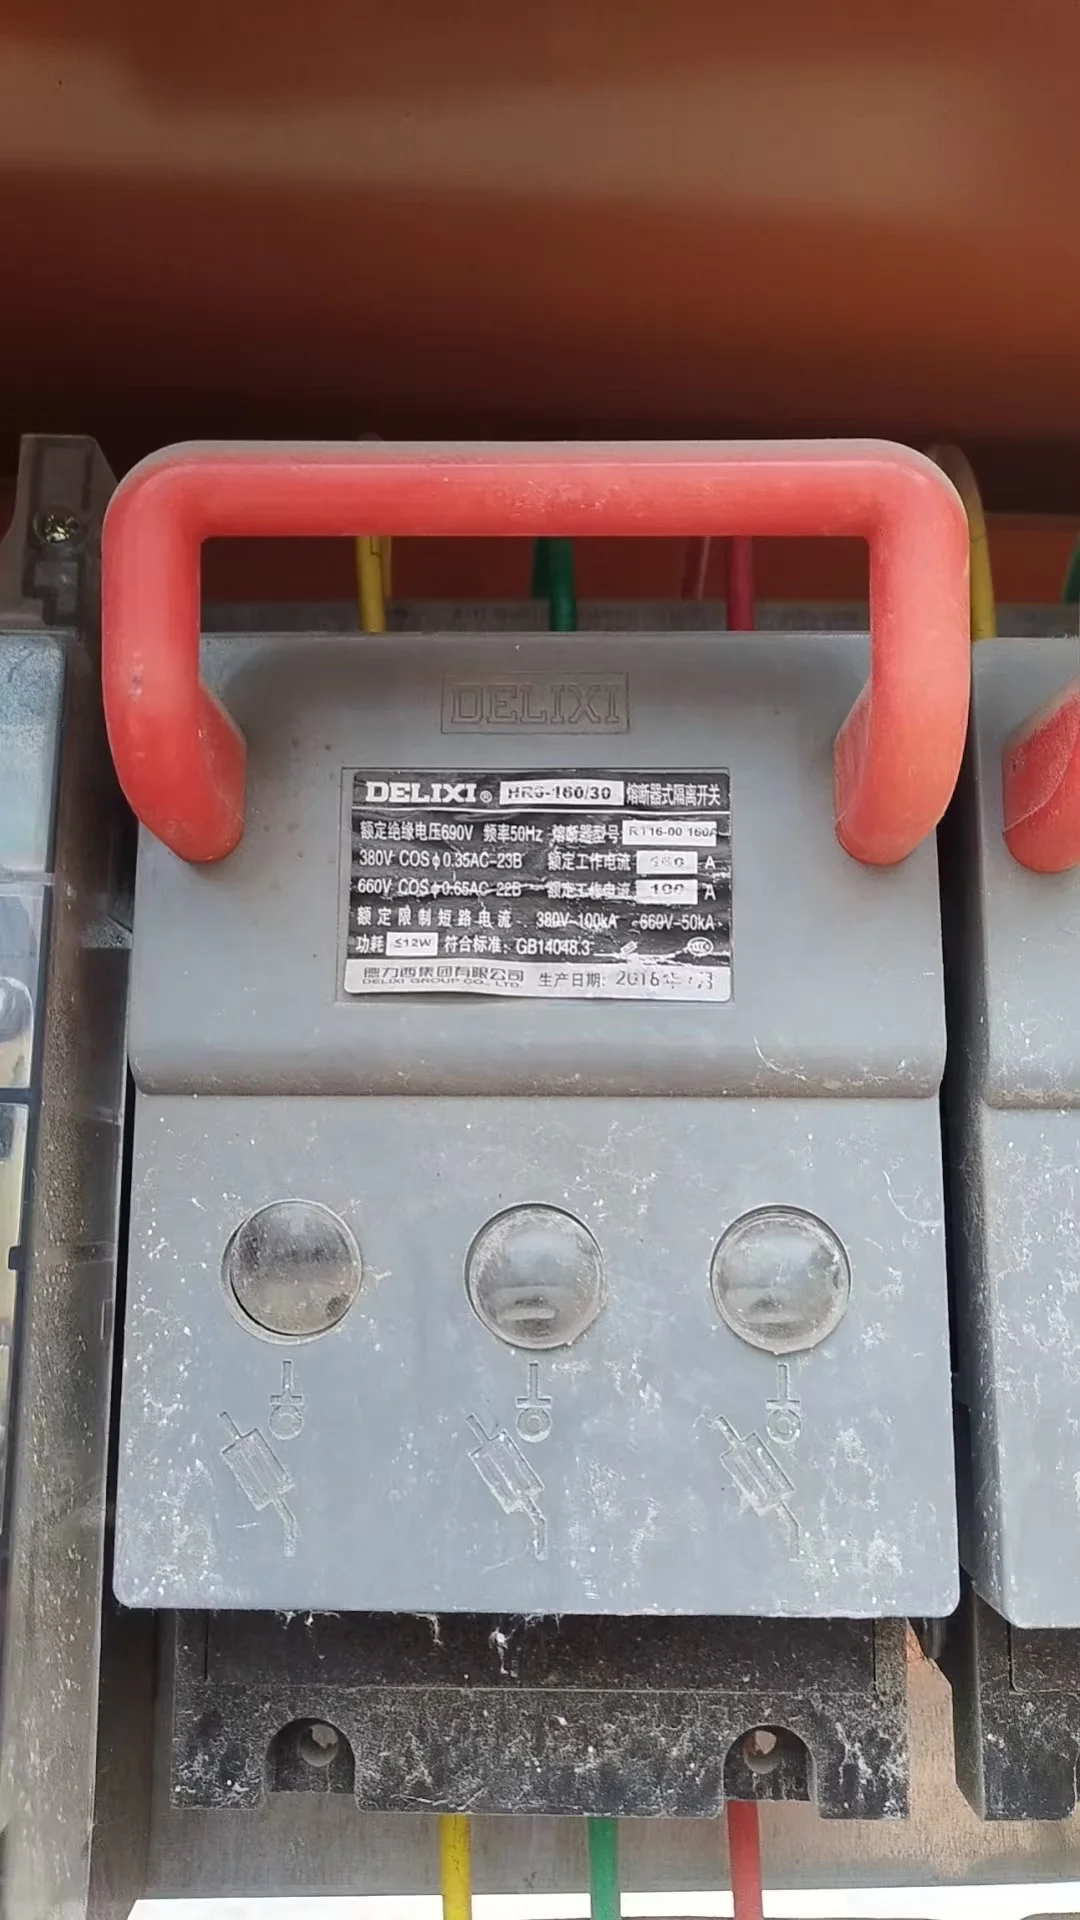 DELIXI
DELIXI® HR6-160/30 熔断器式隔离开关
额定绝缘电压690V 频率50Hz 熔断器型号: RT16-00 160A
380V COSφ0.35AC-23B 额定工作电流 160 A
660V COSφ0.65AC-22B 额定工作电流 100 A
额定限制短路电流 380V~100kA 660V~50kA
功耗 ≤12W 符合标准: GB14048.3
德力西集团有限公司 生产日期: 2016年 月
DELIXI GROUP CO., LTD.